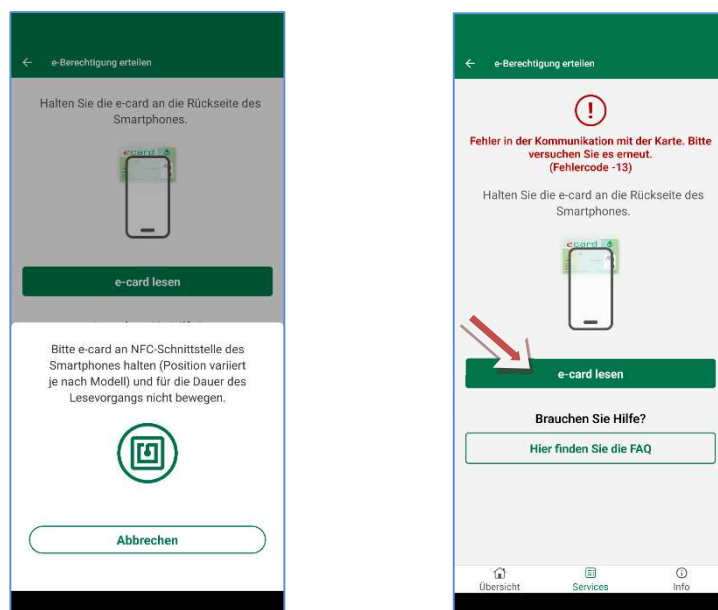 e-Berechtigung erteilen
Halten Sie die e-card an die Rückseite des
Smartphones.
ecard
e-card lesen
Bitte e-card an NFC-Schnittstelle des
Smartphones halten (Position variiert
je nach Modell) und für die Dauer des
Lesevorgangs nicht bewegen.
Abbrechen
e-Berechtigung erteilen
Fehler in der Kommunikation mit der Karte. Bitte
versuchen Sie es erneut.
(Fehlercode -13)
Halten Sie die e-card an die Rückseite des
Smartphones.
ecard
e-card lesen
Brauchen Sie Hilfe?
Hier finden Sie die FAQ
Übersicht Services Info